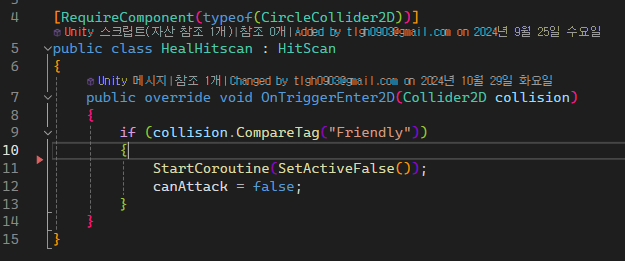 4 [RequireComponent(typeof(CircleCollider2D))]
Unity 스크립트(자산 참조 1개)|참조 0개|Added by tlgh0903@gmail.com on 2024년 9월 25일 수요일
5 public class HealHitscan : HitScan
6 {
Unity 메시지|참조 1개|Changed by tlgh0903@gmail.com on 2024년 10월 29일 화요일
7 public override void OnTriggerEnter2D(Collider2D collision)
8 {
9 if (collision.CompareTag("Friendly"))
10 {
11 StartCoroutine(SetActiveFalse());
12 canAttack = false;
13 }
14 }
15 }